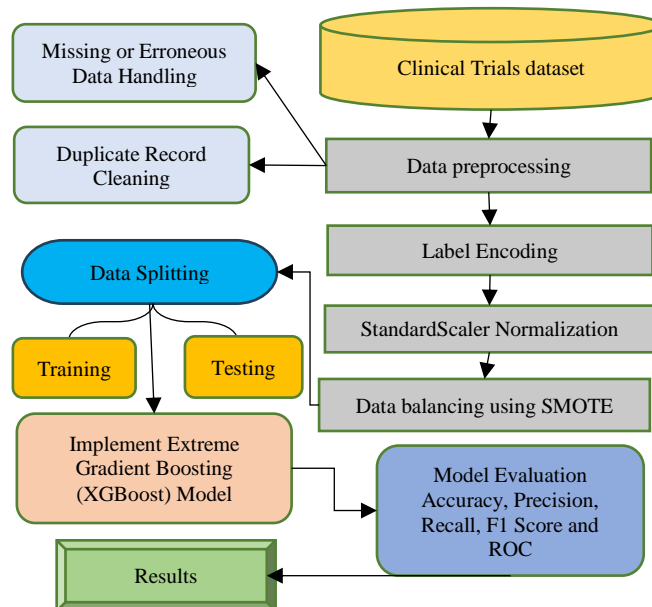 Clinical Trials dataset
Missing or Erroneous
Data Handling
Duplicate Record
Cleaning
Data preprocessing
Label Encoding
StandardScaler Normalization
Data balancing using SMOTE
Data Splitting
Training
Testing
Implement Extreme
Gradient Boosting
(XGBoost) Model
Model Evaluation
Accuracy, Precision,
Recall, F1 Score and
ROC
Results